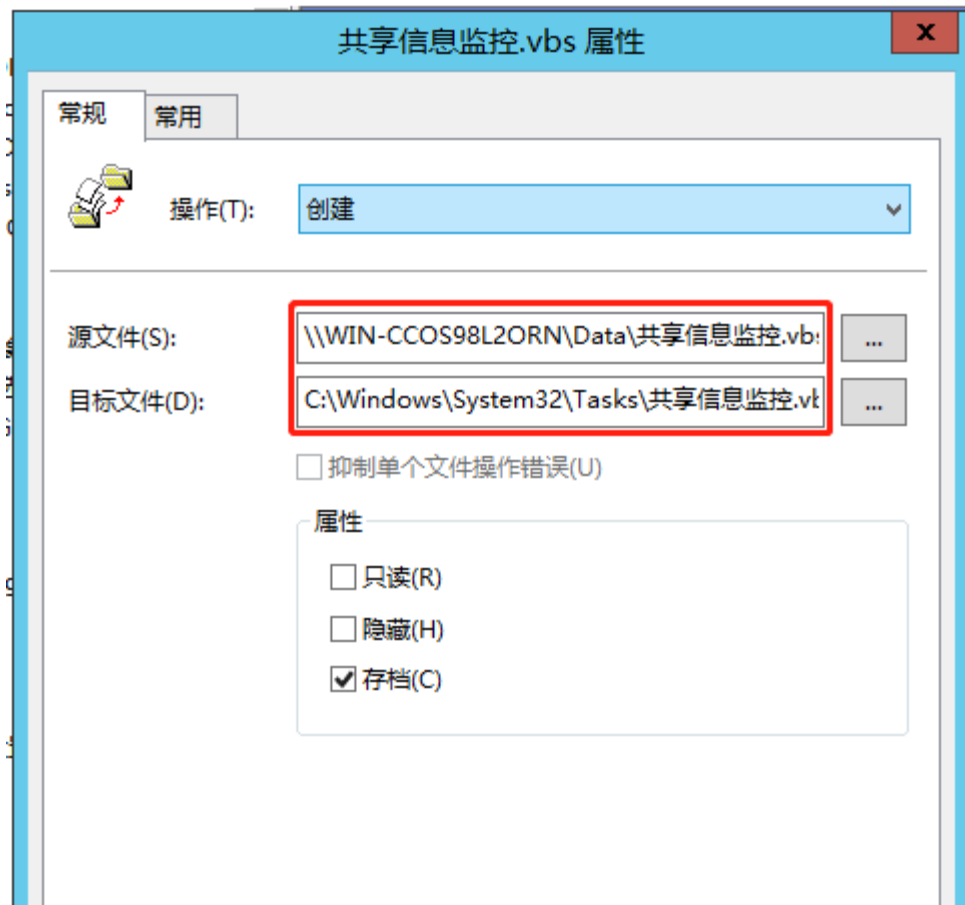 共享信息监控.vbs 属性
x
常规 常用
操作(T): 创建
源文件(S): \\WIN-CCOS98L2ORN\Data\共享信息监控.vbs ...
目标文件(D): C:\Windows\System32\Tasks\共享信息监控.vb ...
抑制单个文件操作错误(U)
属性
只读(R)
隐藏(H)
存档(C)